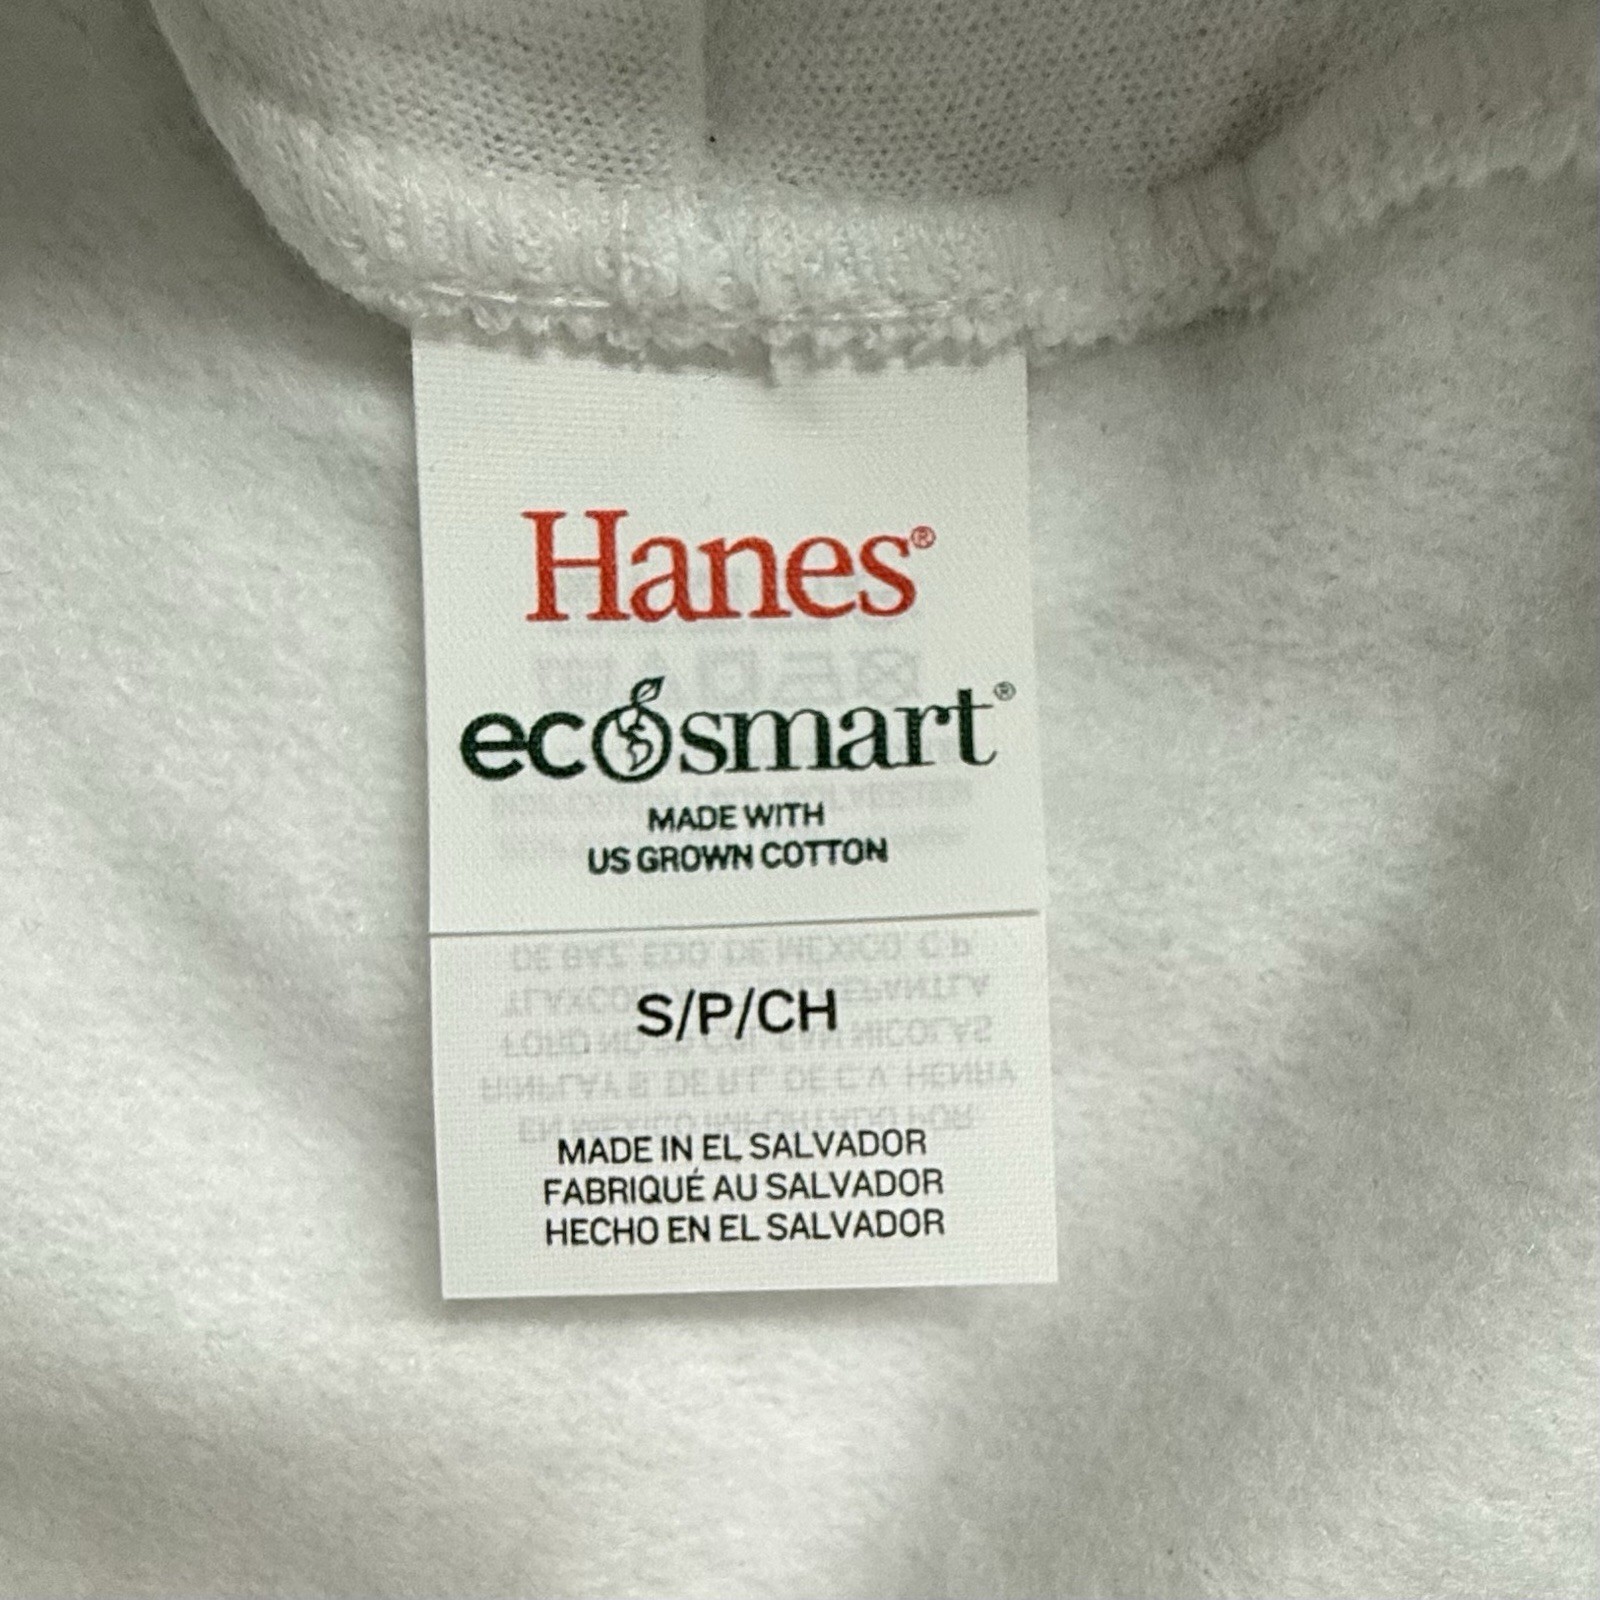 Hanes®
ecosmart®
MADE WITH
US GROWN COTTON
S/P/CH
MADE IN EL SALVADOR
FABRIQUÉ AU SALVADOR
HECHO EN EL SALVADOR